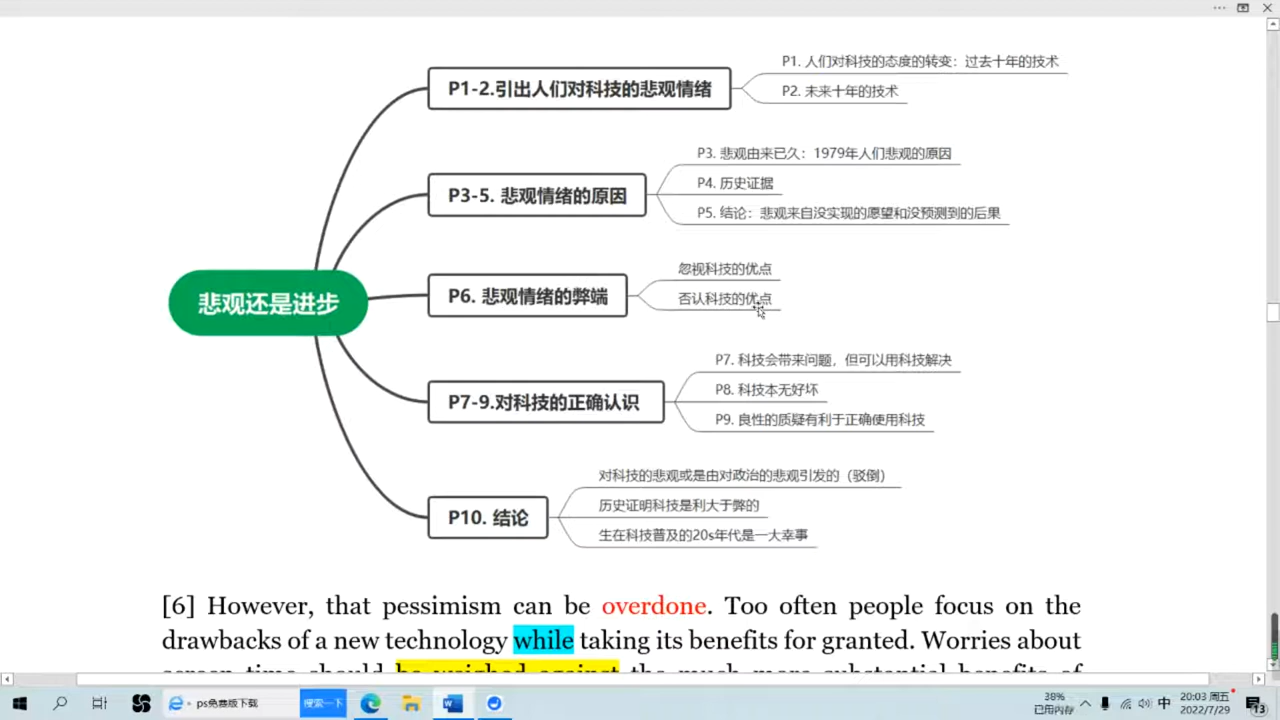 P1-2.引出人们对科技的悲观情绪
P1. 人们对科技的态度的转变：过去十年的技术
P2. 未来十年的技术
P3-5. 悲观情绪的原因
P3. 悲观由来已久：1979年人们悲观的原因
P4. 历史证据
P5. 结论：悲观来自没实现的愿望和没预测到的后果
悲观还是进步
P6. 悲观情绪的弊端
忽视科技的优点
否认科技的优点
P7-9.对科技的正确认识
P7. 科技会带来问题，但可以用科技解决
P8. 科技本无好坏
P9. 良性的质疑有利于正确使用科技
P10. 结论
对科技的悲观或是由对政治的悲观引发的（驳倒）
历史证明科技是利大于弊的
生在科技普及的20s年代是一大幸事
[6] However, that pessimism can be overdone. Too often people focus on the
drawbacks of a new technology while taking its benefits for granted. Worries about
screen time should be weighed against the much more substantial benefits of
ps免费版下载
搜索一下
38%
已用内存
中
20:03 周五
2022/7/29
13